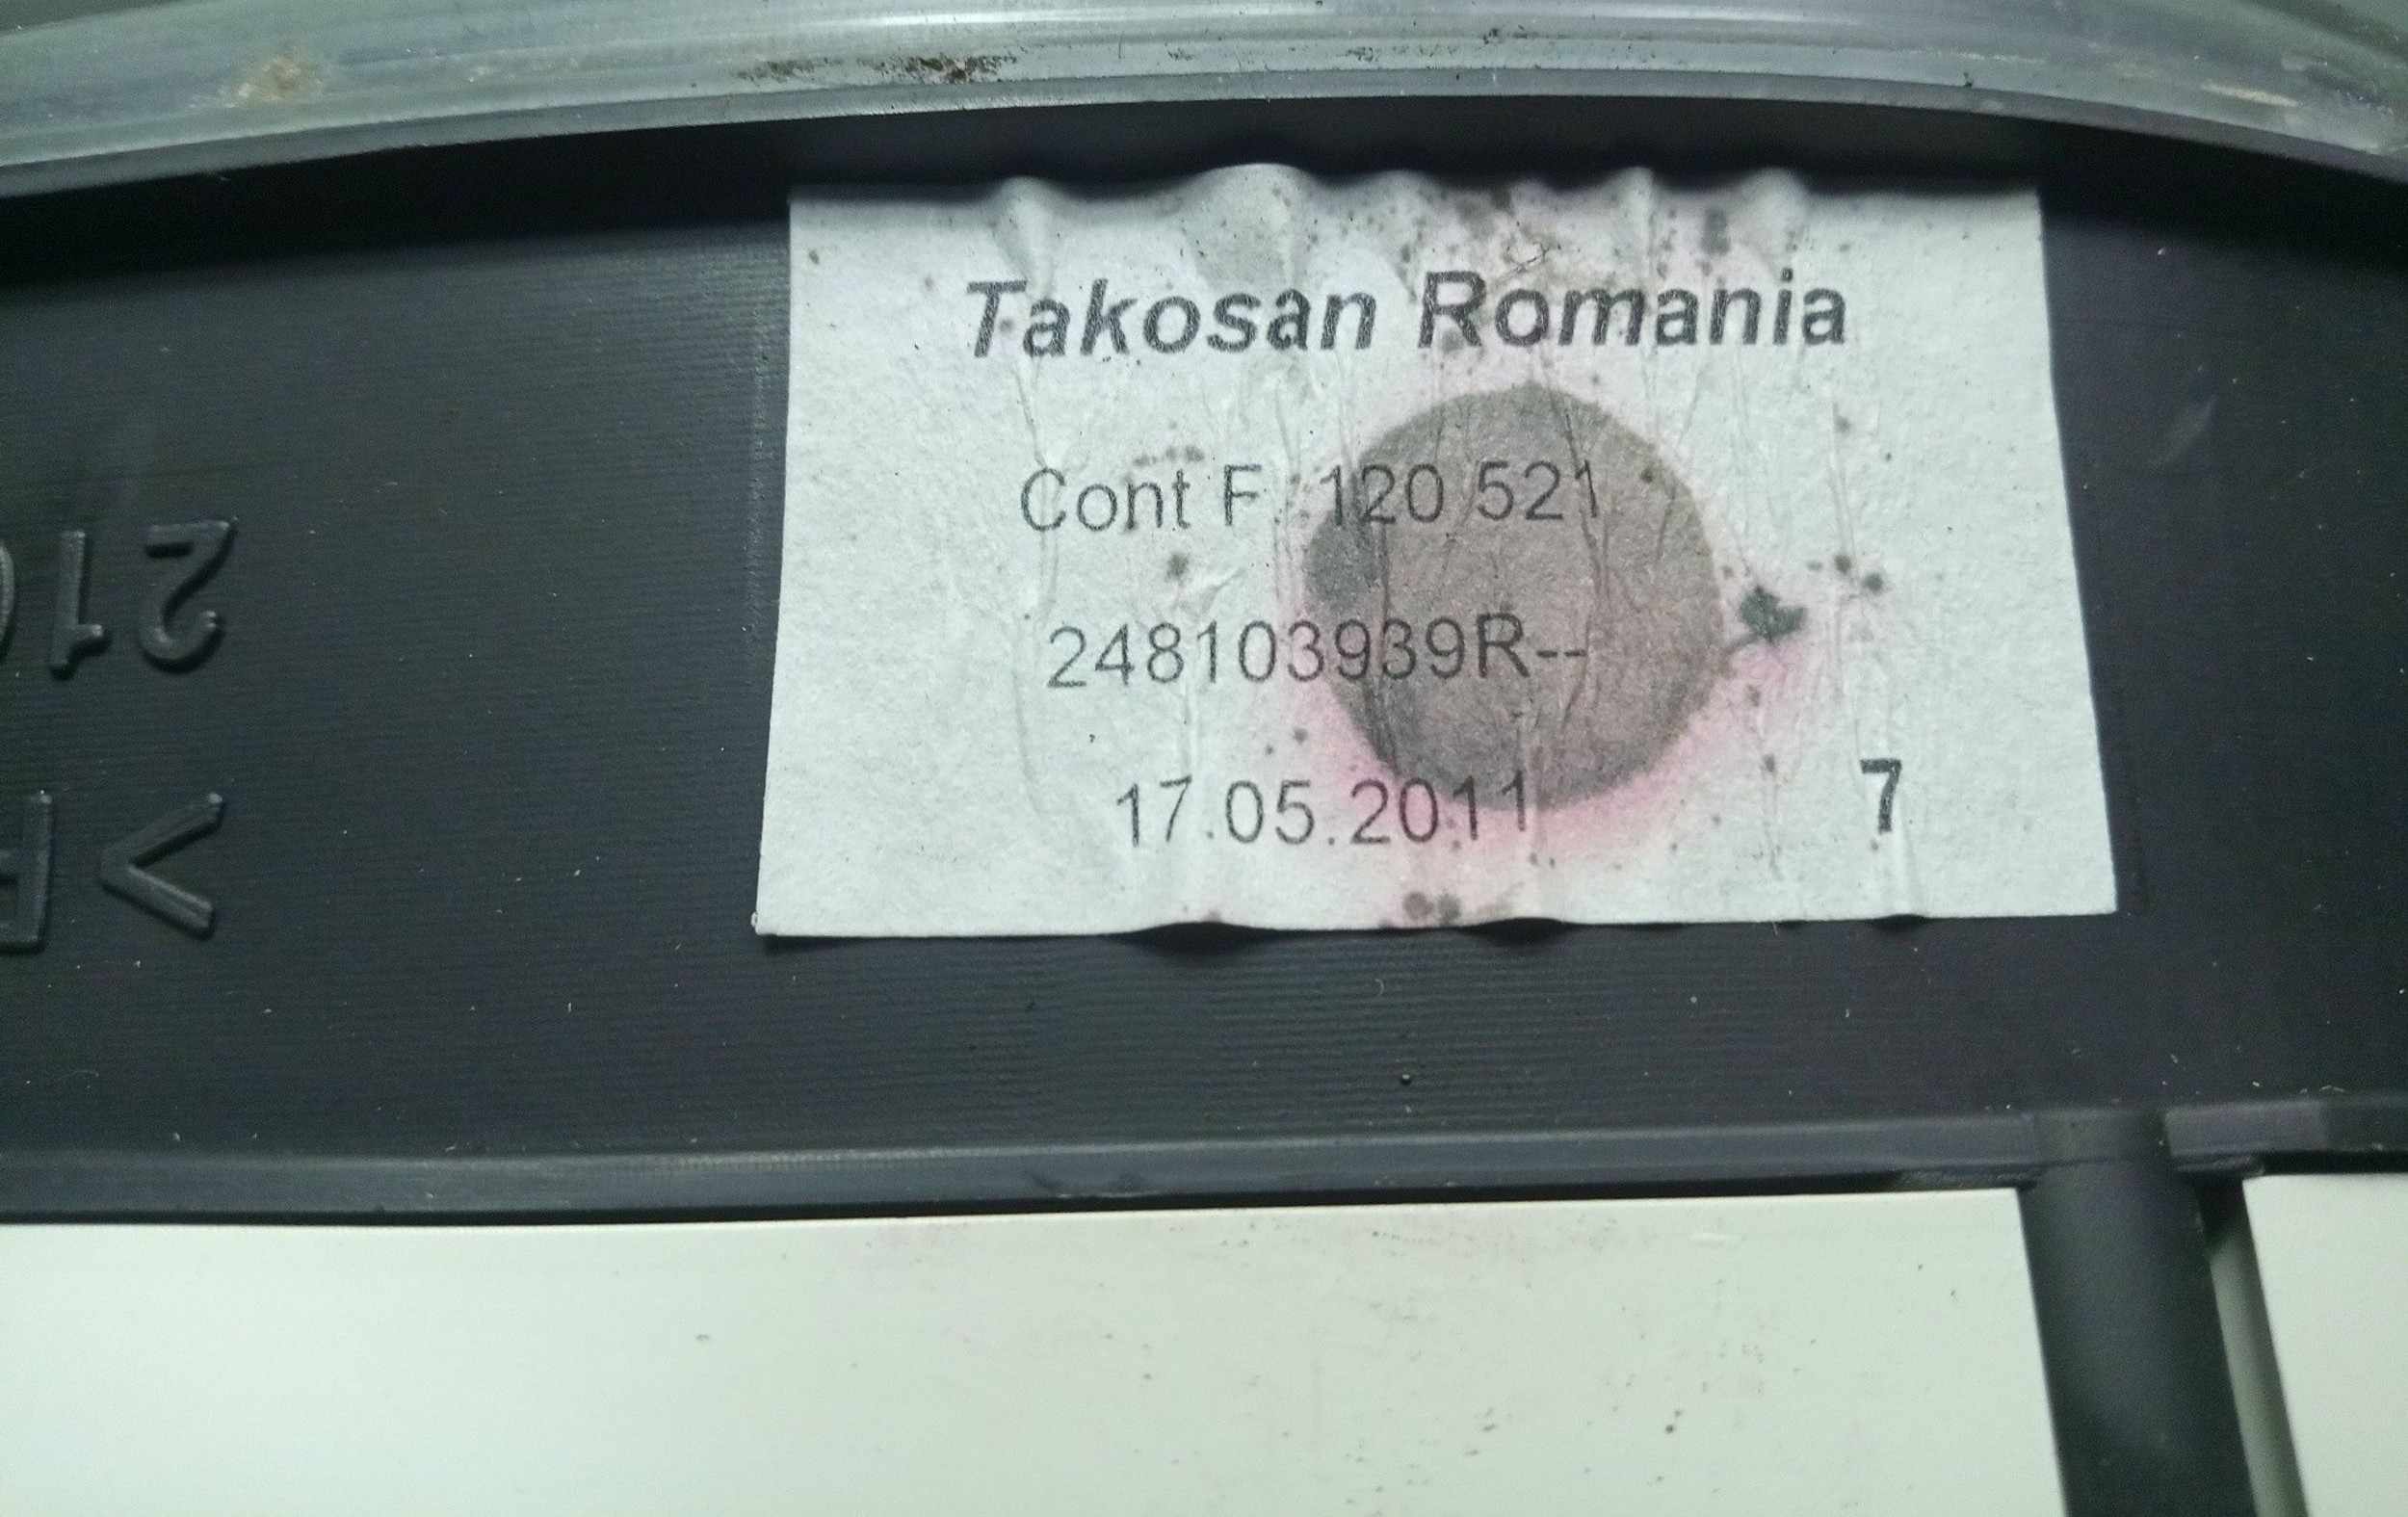 Takosan Romania
Cont F. 120 521
248103939R--
17.05.2011 7